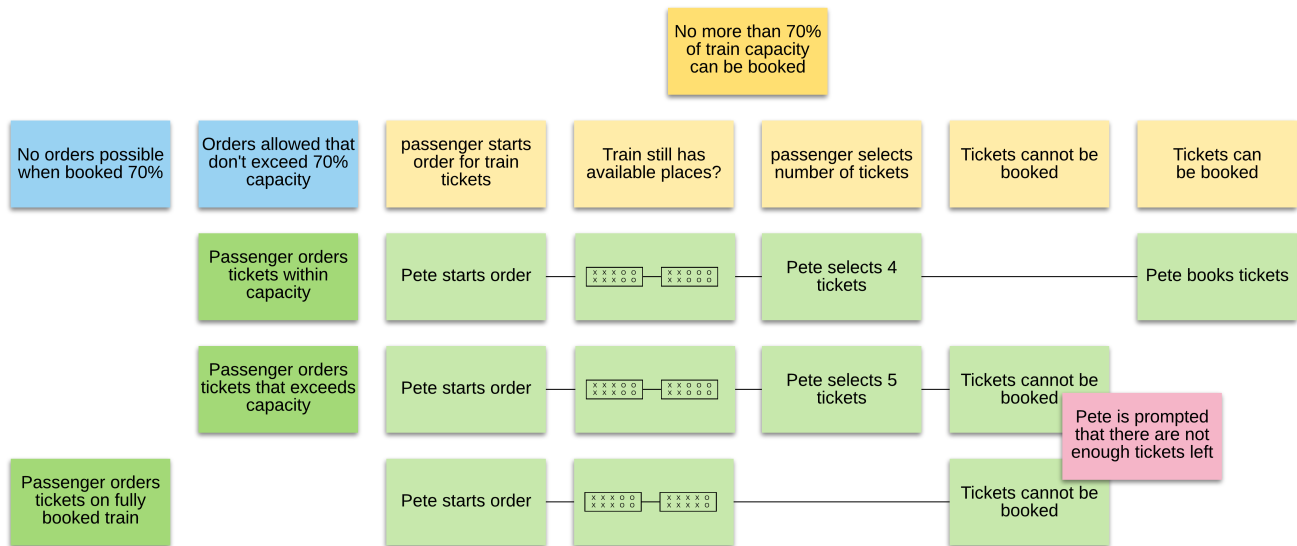 No more than 70%
of train capacity
can be booked
No orders possible
when booked 70%
Orders allowed that
don't exceed 70%
capacity
passenger starts
order for train
tickets
Train still has
available places?
passenger selects
number of tickets
Tickets cannot be
booked
Tickets can
be booked
Passenger orders
tickets within
capacity
Pete starts order
X X X O O
X X X O O
X X O O O
X X O O O
Pete selects 4
tickets
Pete books tickets
Passenger orders
tickets that exceeds
capacity
Pete starts order
X X X O O
X X X O O
X X O O O
X X O O O
Pete selects 5
tickets
Tickets cannot be
booked
Pete is prompted
that there are not
enough tickets left
Passenger orders
tickets on fully
booked train
Pete starts order
X X X O O
X X X O O
X X X X O
X X X X O
Tickets cannot be
booked